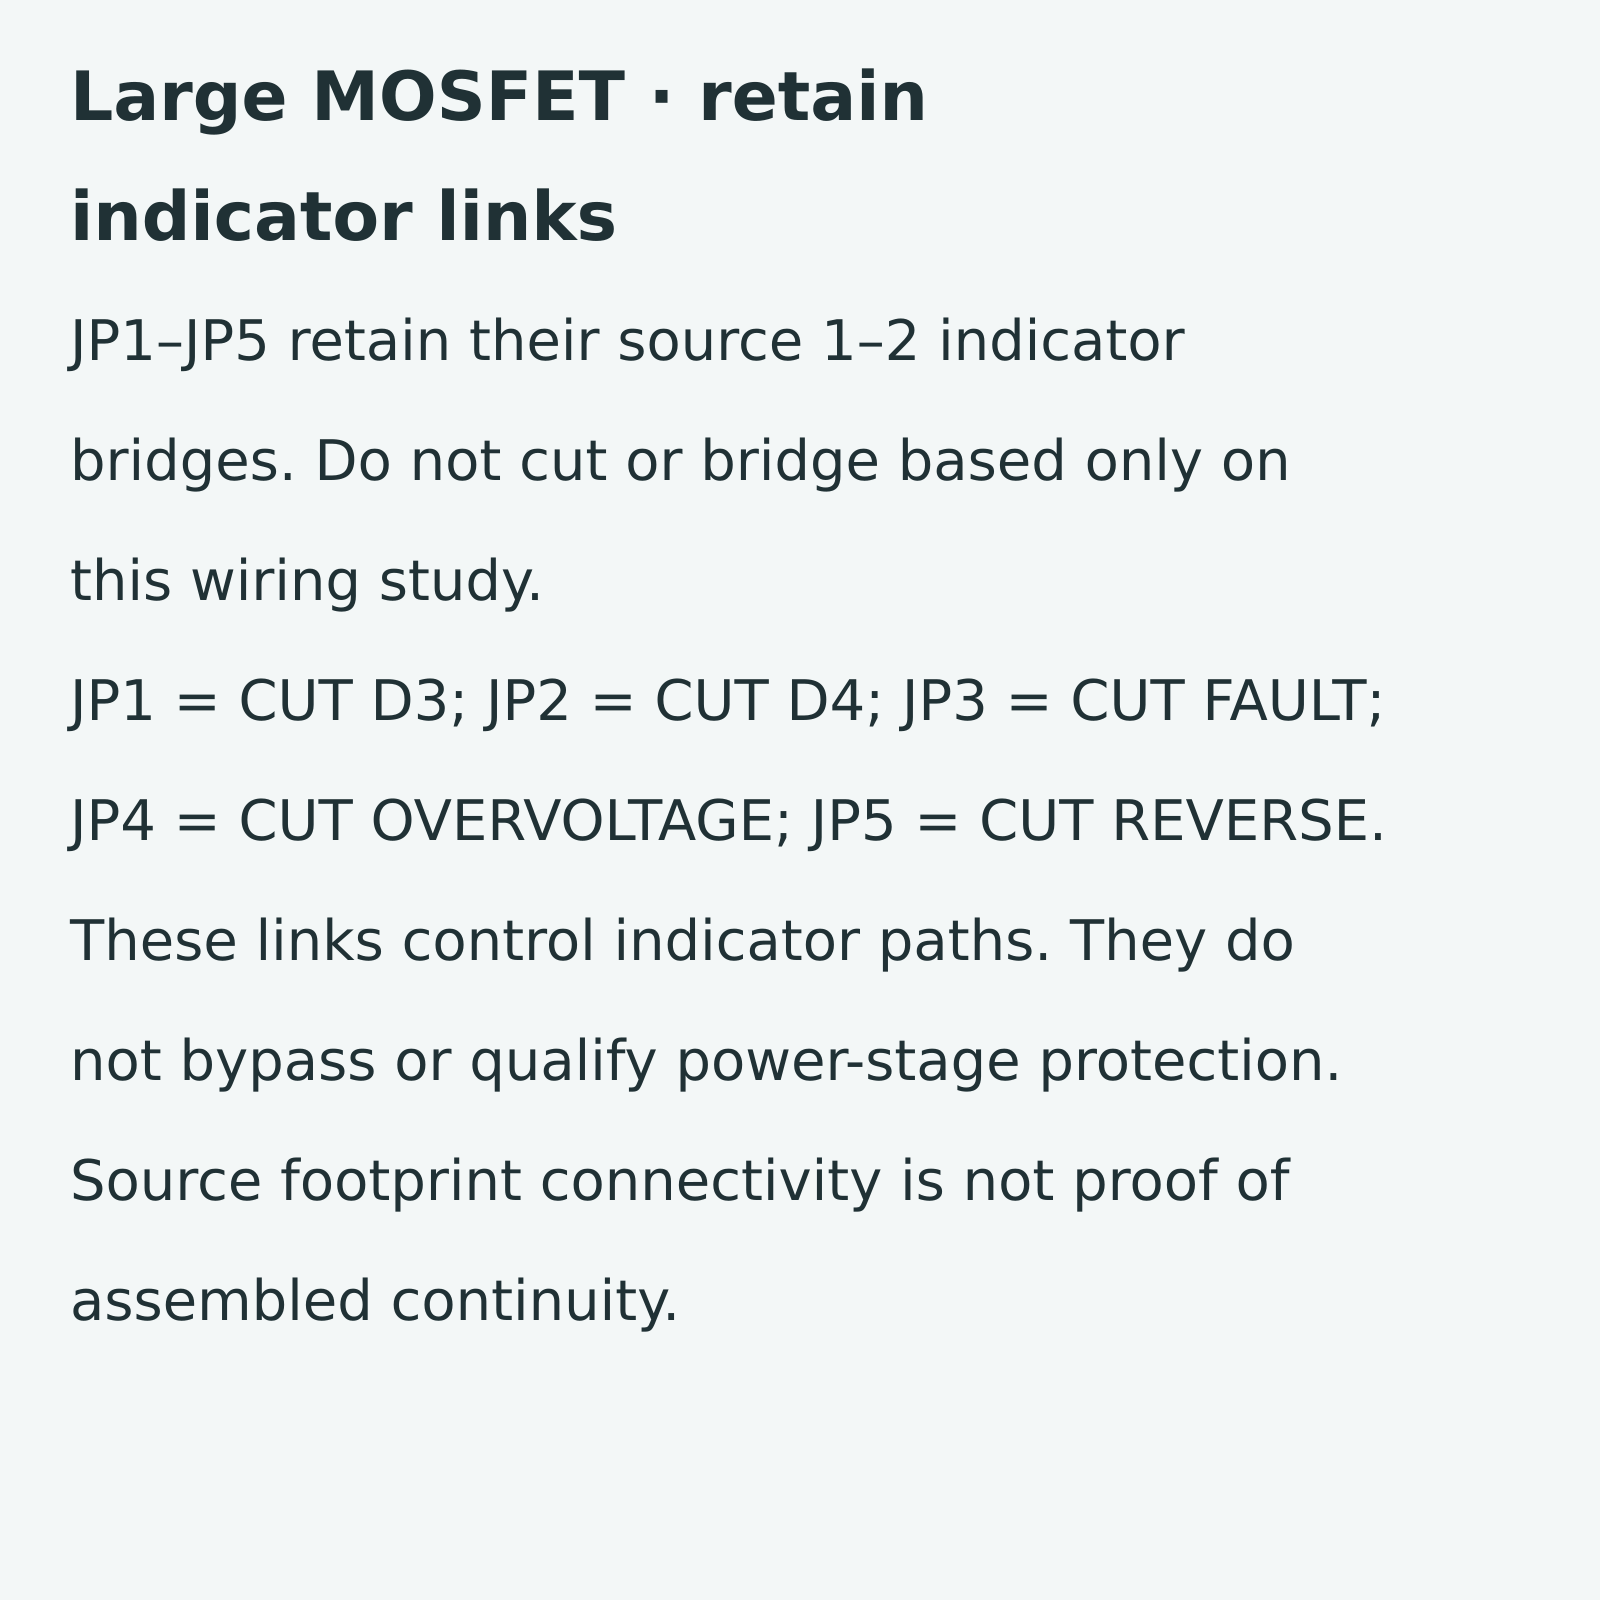 Large MOSFET · retain
indicator links
JP1–JP5 retain their source 1–2 indicator
bridges. Do not cut or bridge based only on
this wiring study.
JP1 = CUT D3; JP2 = CUT D4; JP3 = CUT FAULT;
JP4 = CUT OVERVOLTAGE; JP5 = CUT REVERSE.
These links control indicator paths. They do
not bypass or qualify power-stage protection.
Source footprint connectivity is not proof of
assembled continuity.